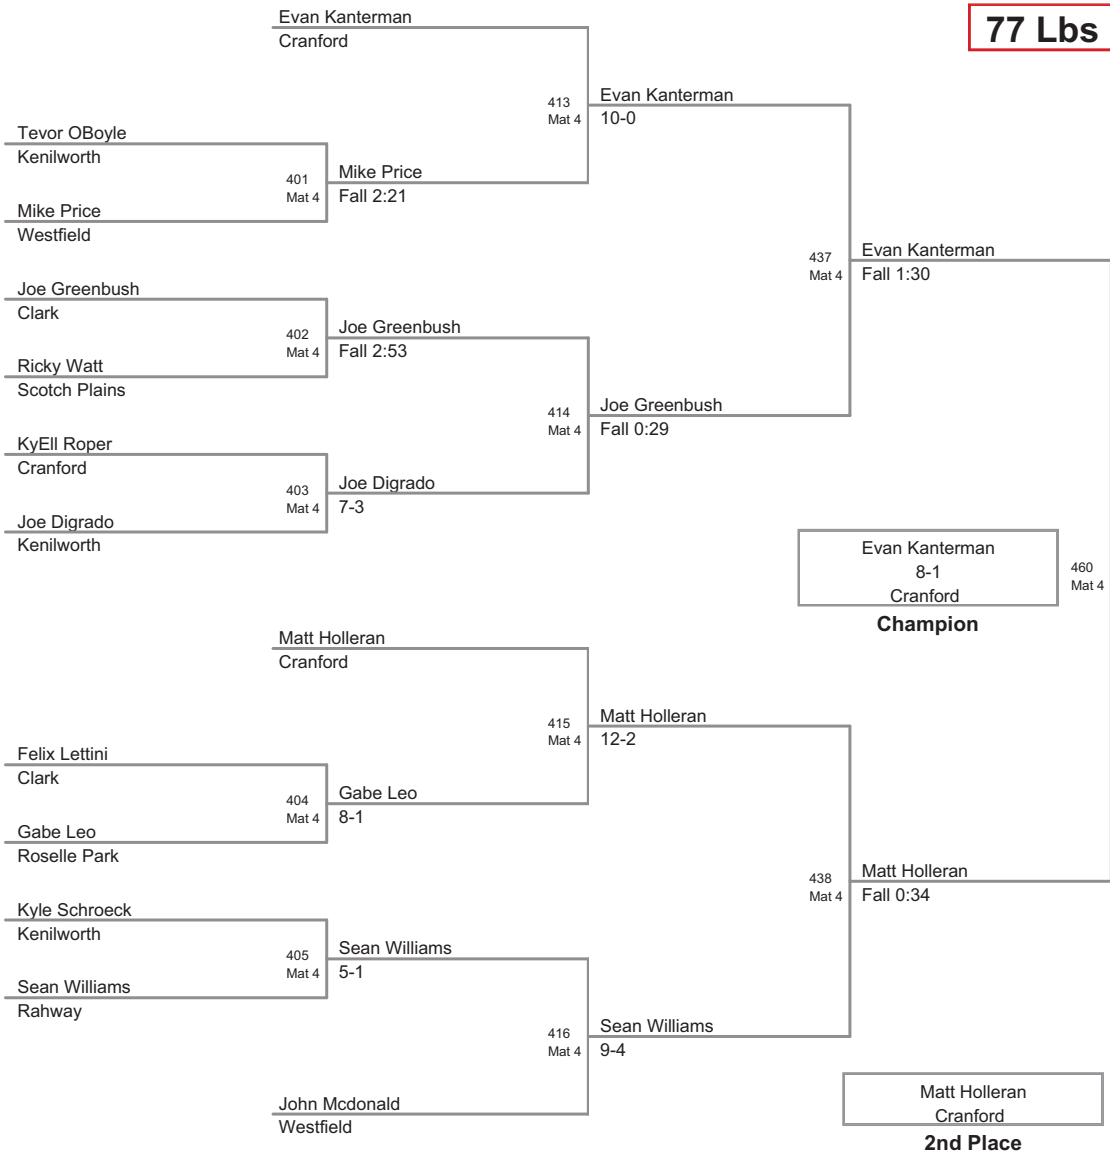 Evan Kanterman
Cranford
77 Lbs
413
Mat 4
Evan Kanterman
10-0
Tevor OBoyle
Kenilworth
401
Mat 4
Mike Price
Fall 2:21
Mike Price
Westfield
437
Mat 4
Evan Kanterman
Fall 1:30
Joe Greenbush
Clark
402
Mat 4
Joe Greenbush
Fall 2:53
Ricky Watt
Scotch Plains
414
Mat 4
Joe Greenbush
Fall 0:29
KyEll Roper
Cranford
403
Mat 4
Joe Digrado
7-3
Joe Digrado
Kenilworth
Evan Kanterman
8-1
Cranford
460
Mat 4
Champion
Matt Holleran
Cranford
415
Mat 4
Matt Holleran
12-2
Felix Lettini
Clark
404
Mat 4
Gabe Leo
8-1
Gabe Leo
Roselle Park
438
Mat 4
Matt Holleran
Fall 0:34
Kyle Schroeck
Kenilworth
405
Mat 4
Sean Williams
5-1
Sean Williams
Rahway
416
Mat 4
Sean Williams
9-4
John Mcdonald
Westfield
Matt Holleran
Cranford
2nd Place